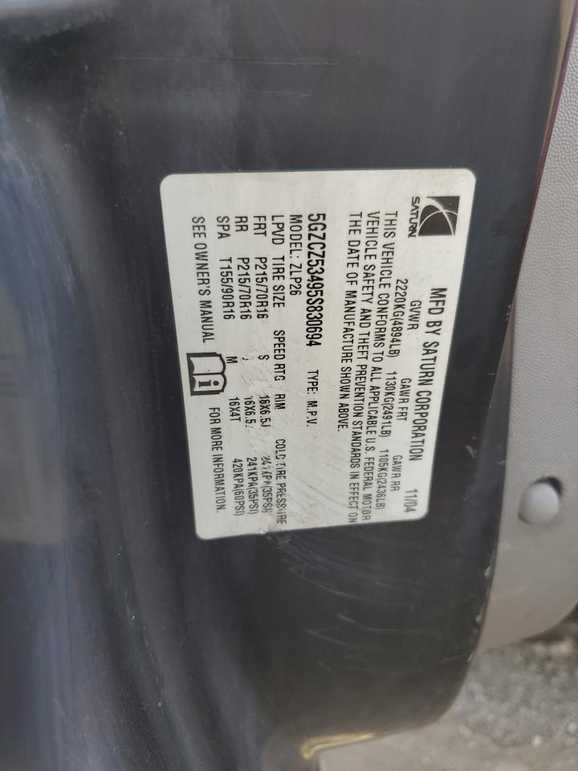 SATURN
MFD BY SATURN CORPORATION 11/04
GVWR GAWR FRT GAWR RR
2220KG(4894LB) 1130KG(2491LB) 1105KG(2436LB)
THIS VEHICLE CONFORMS TO ALL APPLICABLE U.S. FEDERAL MOTOR
VEHICLE SAFETY AND THEFT PREVENTION STANDARDS IN EFFECT ON
THE DATE OF MANUFACTURE SHOWN ABOVE.
5GZCZ53495S830694 TYPE: M.P.V.
MODEL: ZLP26
LPVD TIRE SIZE SPEED RTG RIM COLD TIRE PRESSURE
FRT P215/70R16 S 16X6.5J 241KPA(35PSI)
RR P215/70R16 16X6.5J 241KPA(35PSI)
SPA T155/90R16 M 16X4T 420KPA(60PSI)
SEE OWNER'S MANUAL FOR MORE INFORMATION.